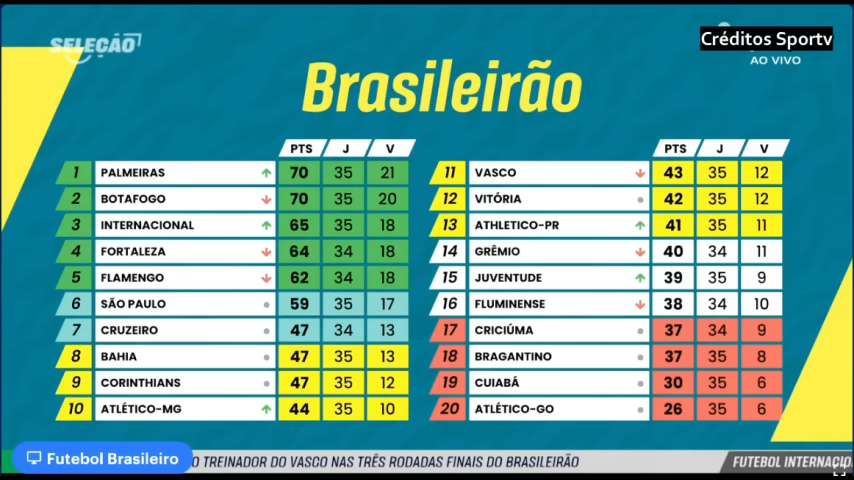 SELEÇÃO
Créditos Sportv
AO VIVO
Brasileirão
PTS J V
1 PALMEIRAS 70 35 21
2 BOTAFOGO 70 35 20
3 INTERNACIONAL 65 35 18
4 FORTALEZA 64 34 18
5 FLAMENGO 62 34 18
6 SÃO PAULO 59 35 17
7 CRUZEIRO 47 34 13
8 BAHIA 47 35 13
9 CORINTHIANS 47 35 12
10 ATLÉTICO-MG 44 35 10
PTS J V
11 VASCO 43 35 12
12 VITÓRIA 42 35 12
13 ATHLETICO-PR 41 35 11
14 GRÊMIO 40 34 11
15 JUVENTUDE 39 35 9
16 FLUMINENSE 38 34 10
17 CRICIÚMA 37 34 9
18 BRAGANTINO 37 35 8
19 CUIABÁ 30 35 6
20 ATLÉTICO-GO 26 35 6
Futebol Brasileiro
O TREINADOR DO VASCO NAS TRÊS RODADAS FINAIS DO BRASILEIRÃO
FUTEBOL INTERNACIO